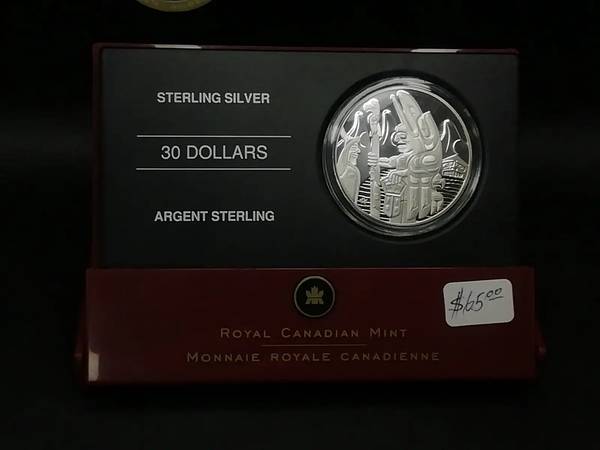 STERLING SILVER
30 DOLLARS
ARGENT STERLING
ROYAL CANADIAN MINT
MONNAIE ROYALE CANADIENNE
$65.00